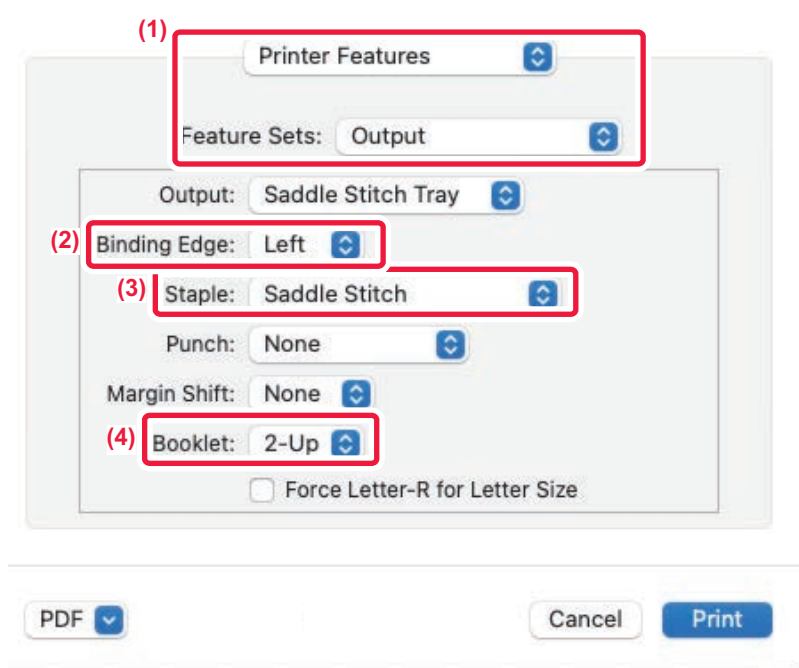 (1)
Printer Features
Feature Sets: Output
Output: Saddle Stitch Tray
(2) Binding Edge: Left
(3) Staple: Saddle Stitch
Punch: None
Margin Shift: None
(4) Booklet: 2-Up
Force Letter-R for Letter Size
PDF Cancel Print